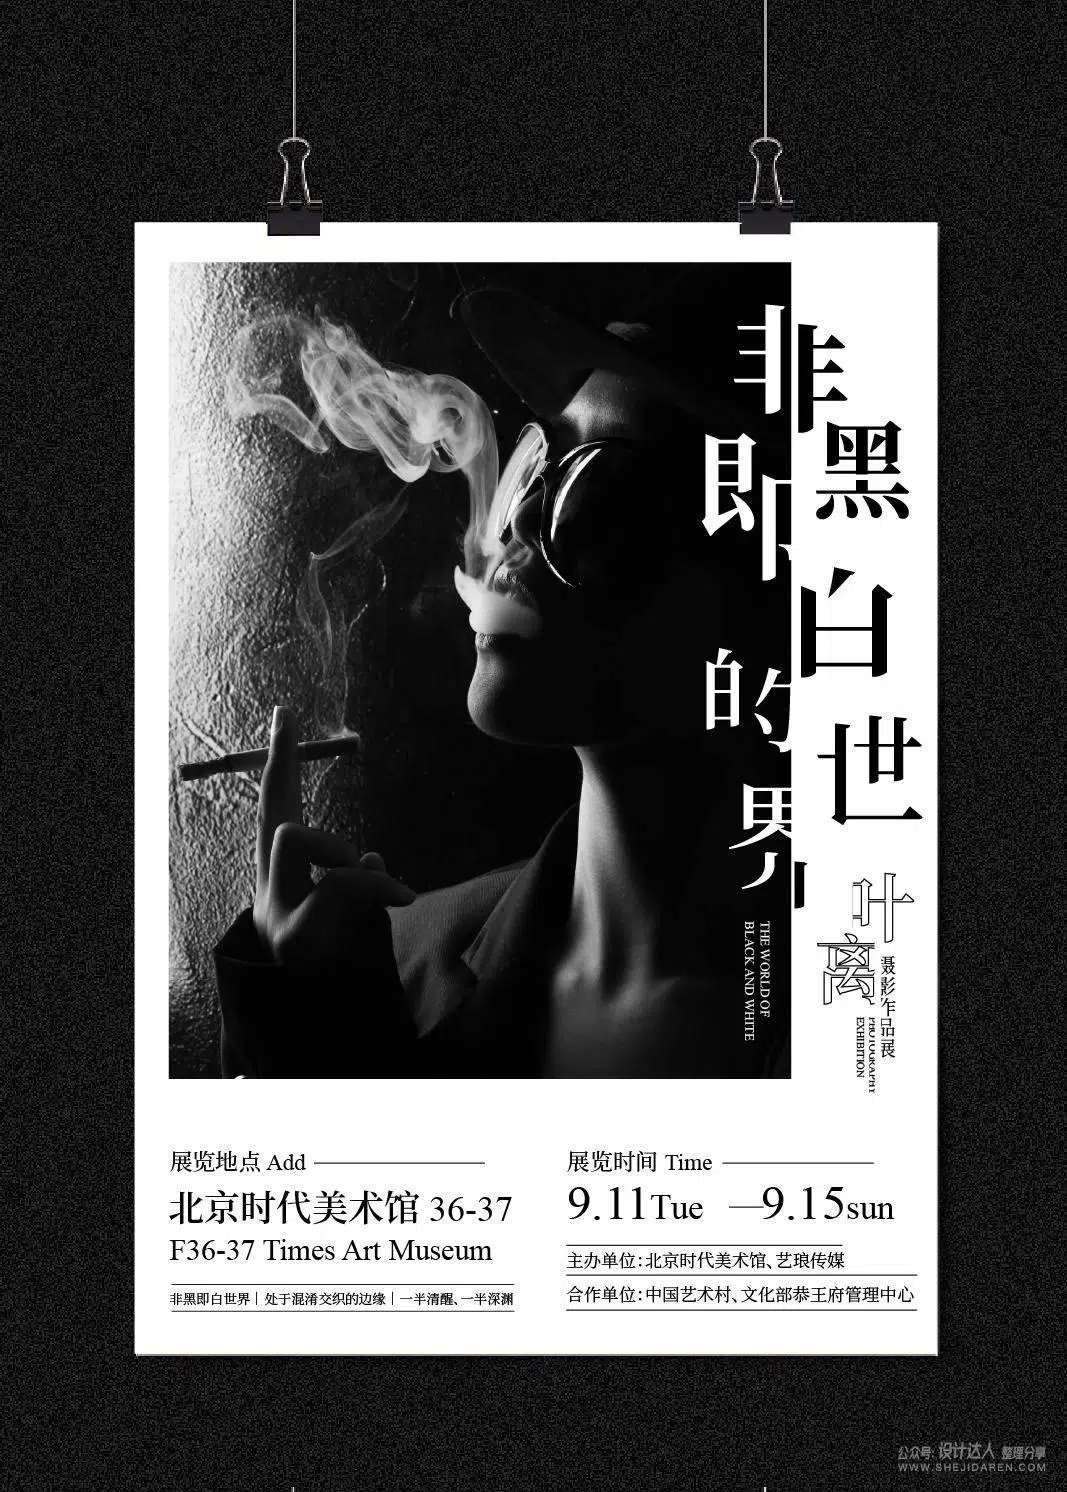 非黑
即白
的世
界
THE WORLD OF
BLACK AND WHITE
叶离
摄影作品展
PHOTOGRAPHY
EXHIBITION
展览地点 Add
北京时代美术馆 36-37
F36-37 Times Art Museum
非黑即白世界｜处于混淆交织的边缘｜一半清醒、一半深渊
展览时间 Time
9.11Tue —9.15sun
主办单位：北京时代美术馆、艺琅传媒
合作单位：中国艺术村、文化部恭王府管理中心
公众号：设计达人 整理分享
WWW.SHEJIDAREN.COM